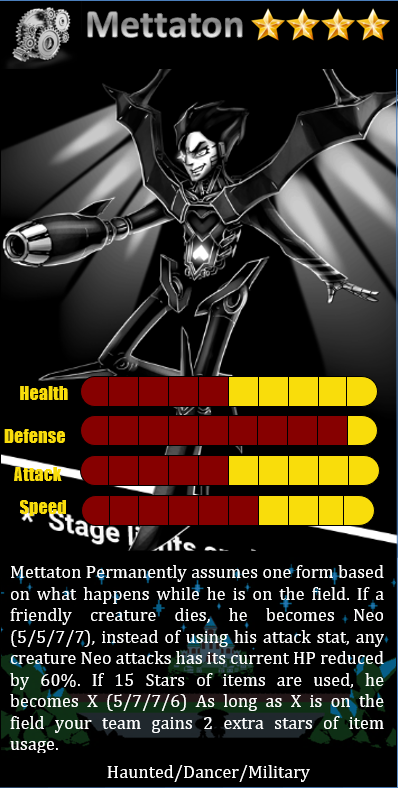 Mettaton
Health
Defense
Attack
Speed
* Stage
Mettaton Permanently assumes one form based
on what happens while he is on the field. If a
friendly creature dies, he becomes Neo
(5/5/7/7), instead of using his attack stat, any
creature Neo attacks has its current HP reduced
by 60%. If 15 Stars of items are used, he
becomes X (5/7/7/6) As long as X is on the
field your team gains 2 extra stars of item
usage.
Haunted/Dancer/Military